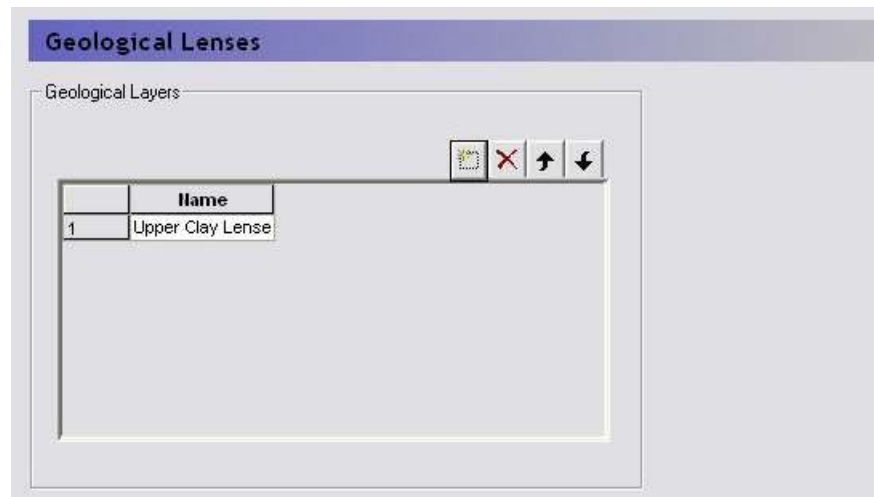 Geological Lenses
Geological Layers
Name
1 Upper Clay Lense